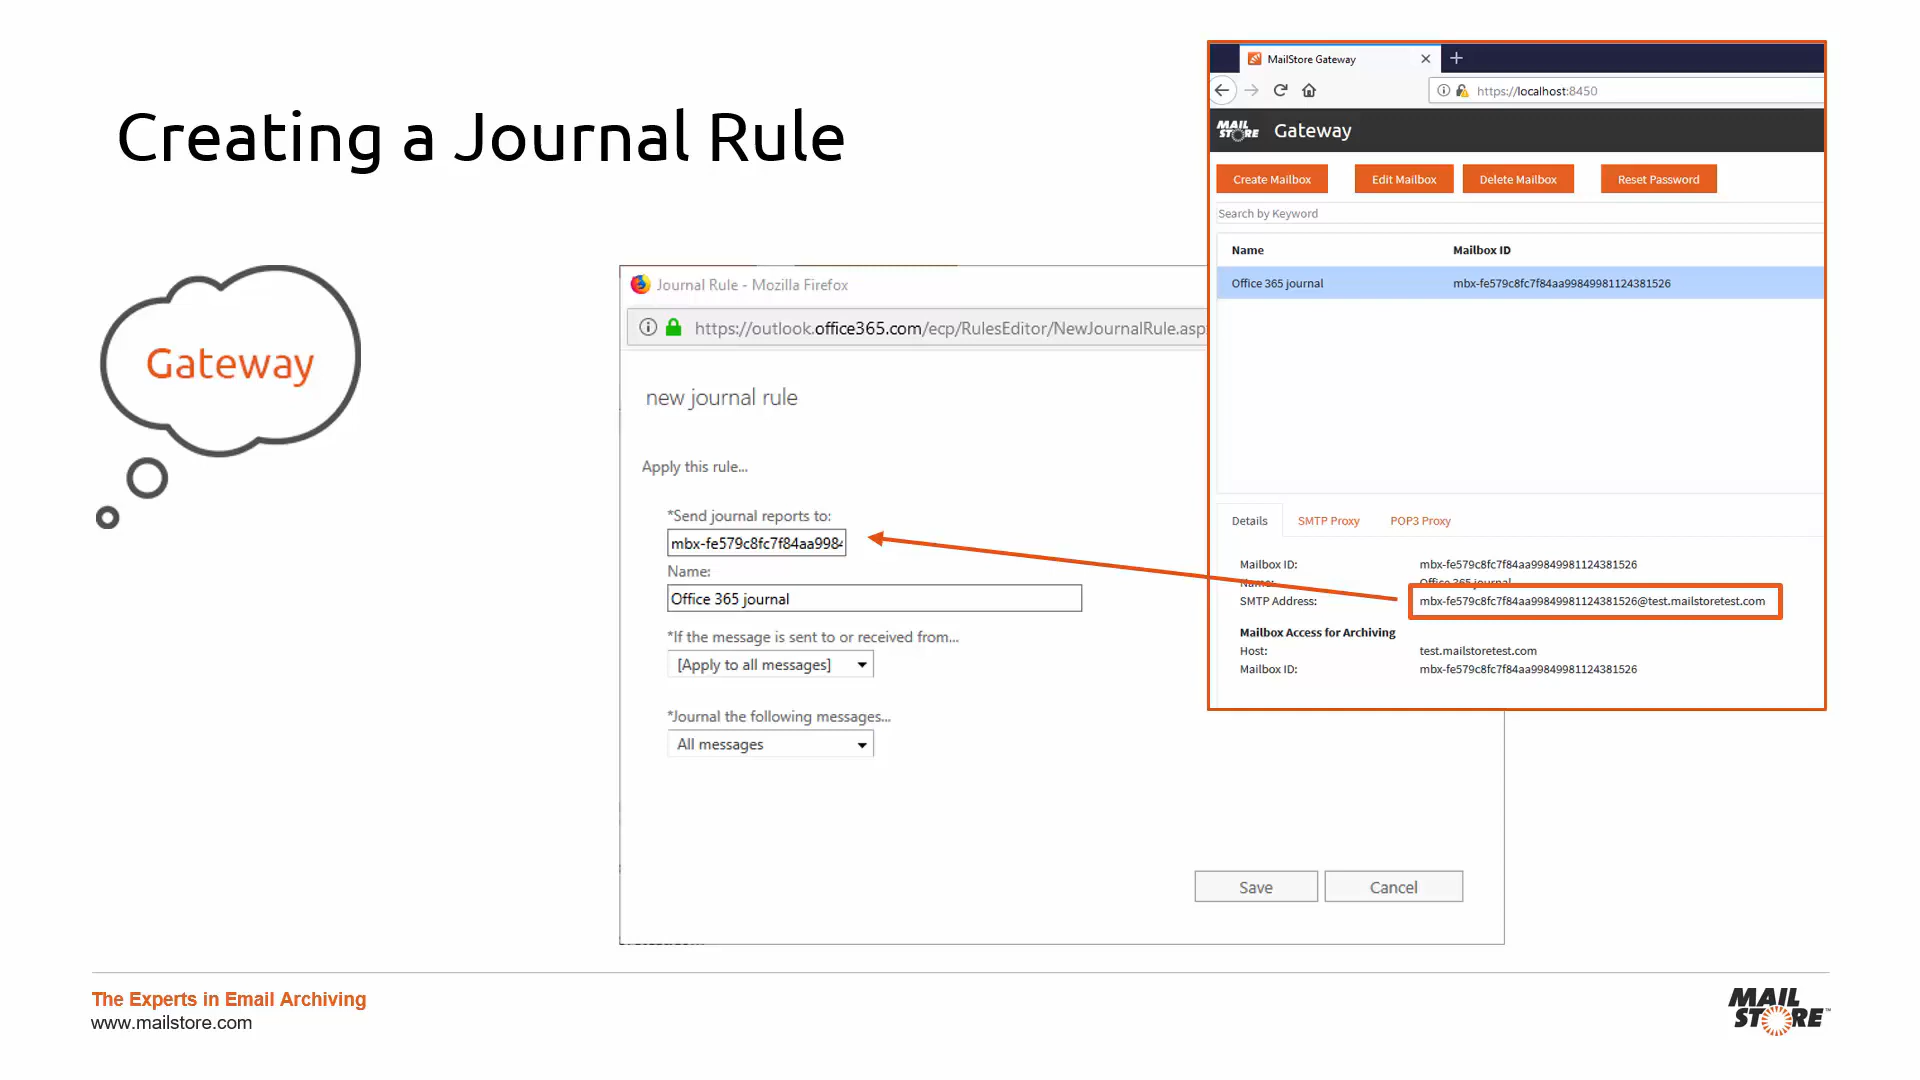 Creating a Journal Rule
Gateway
Journal Rule - Mozilla Firefox
https://outlook.office365.com/ecp/RulesEditor/NewJournalRule.asp
new journal rule
Apply this rule...
*Send journal reports to:
mbx-fe579c8fc7f84aa998
Name:
Office 365 journal
*If the message is sent to or received from...
[Apply to all messages]
*Journal the following messages...
All messages
Save Cancel
MailStore Gateway
https://localhost:8450
MAIL STORE Gateway
Create Mailbox Edit Mailbox Delete Mailbox Reset Password
Search by Keyword
Name Mailbox ID
Office 365 journal mbx-fe579c8fc7f84aa99849981124381526
Details SMTP Proxy POP3 Proxy
Mailbox ID: mbx-fe579c8fc7f84aa99849981124381526
Name: Office 365 journal
SMTP Address: mbx-fe579c8fc7f84aa99849981124381526@test.mailstoretest.com
Mailbox Access for Archiving
Host: test.mailstoretest.com
Mailbox ID: mbx-fe579c8fc7f84aa99849981124381526
The Experts in Email Archiving
www.mailstore.com
MAIL
STORE™